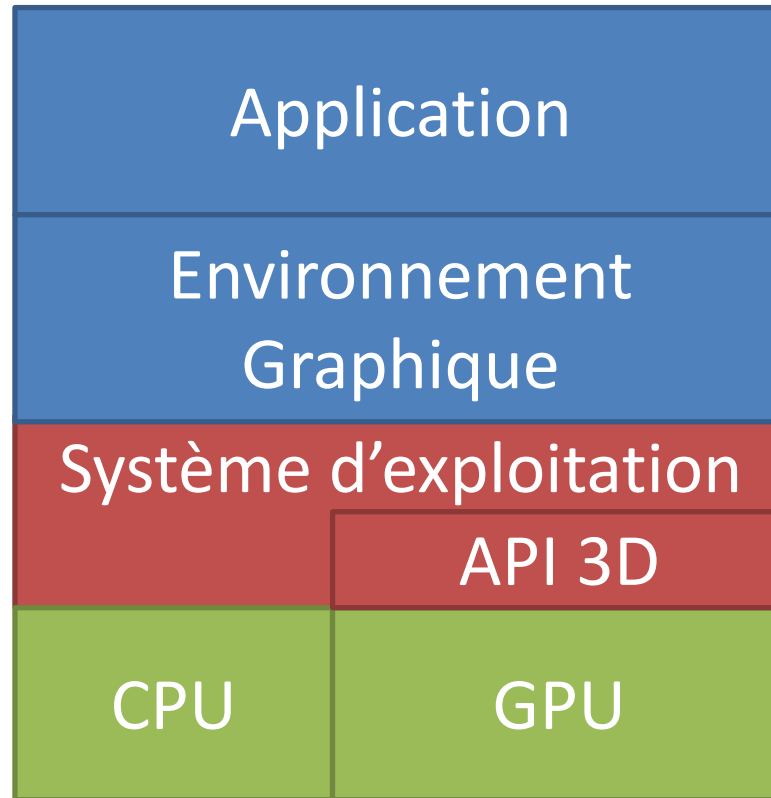 Application
Environnement
Graphique
Système d’exploitation
API 3D
CPU
GPU